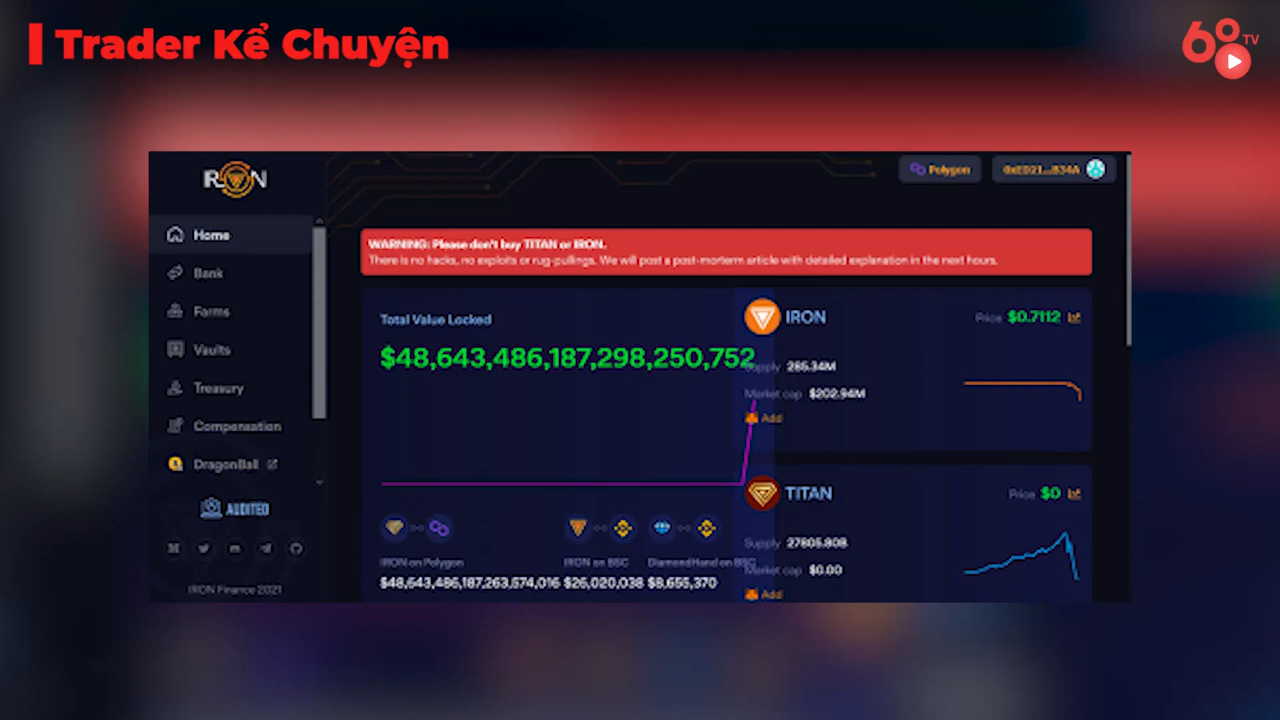 Trader Kể Chuyện
60 TV
IRON
Polygon
0xED21...B34A
Home
Bank
Farms
Vaults
Treasury
Compensation
DragonBall
AUDITED
IRON Finance 2021
WARNING: Please don't buy TITAN or IRON.
There is no hacks, no exploits or rug-pullings. We will post a post-morterm article with detailed explanation in the next hours.
Total Value Locked
$48,643,486,187,298,250,752
IRON on Polygon
$48,643,486,187,263,574,016
IRON on BSC
$26,020,038
DiamondHand on BSC
$8,655,370
IRON
Price $0.7112
Supply 285.34M
Market cap $202.94M
Add
TITAN
Price $0
Supply 27805.80B
Market cap $0.00
Add